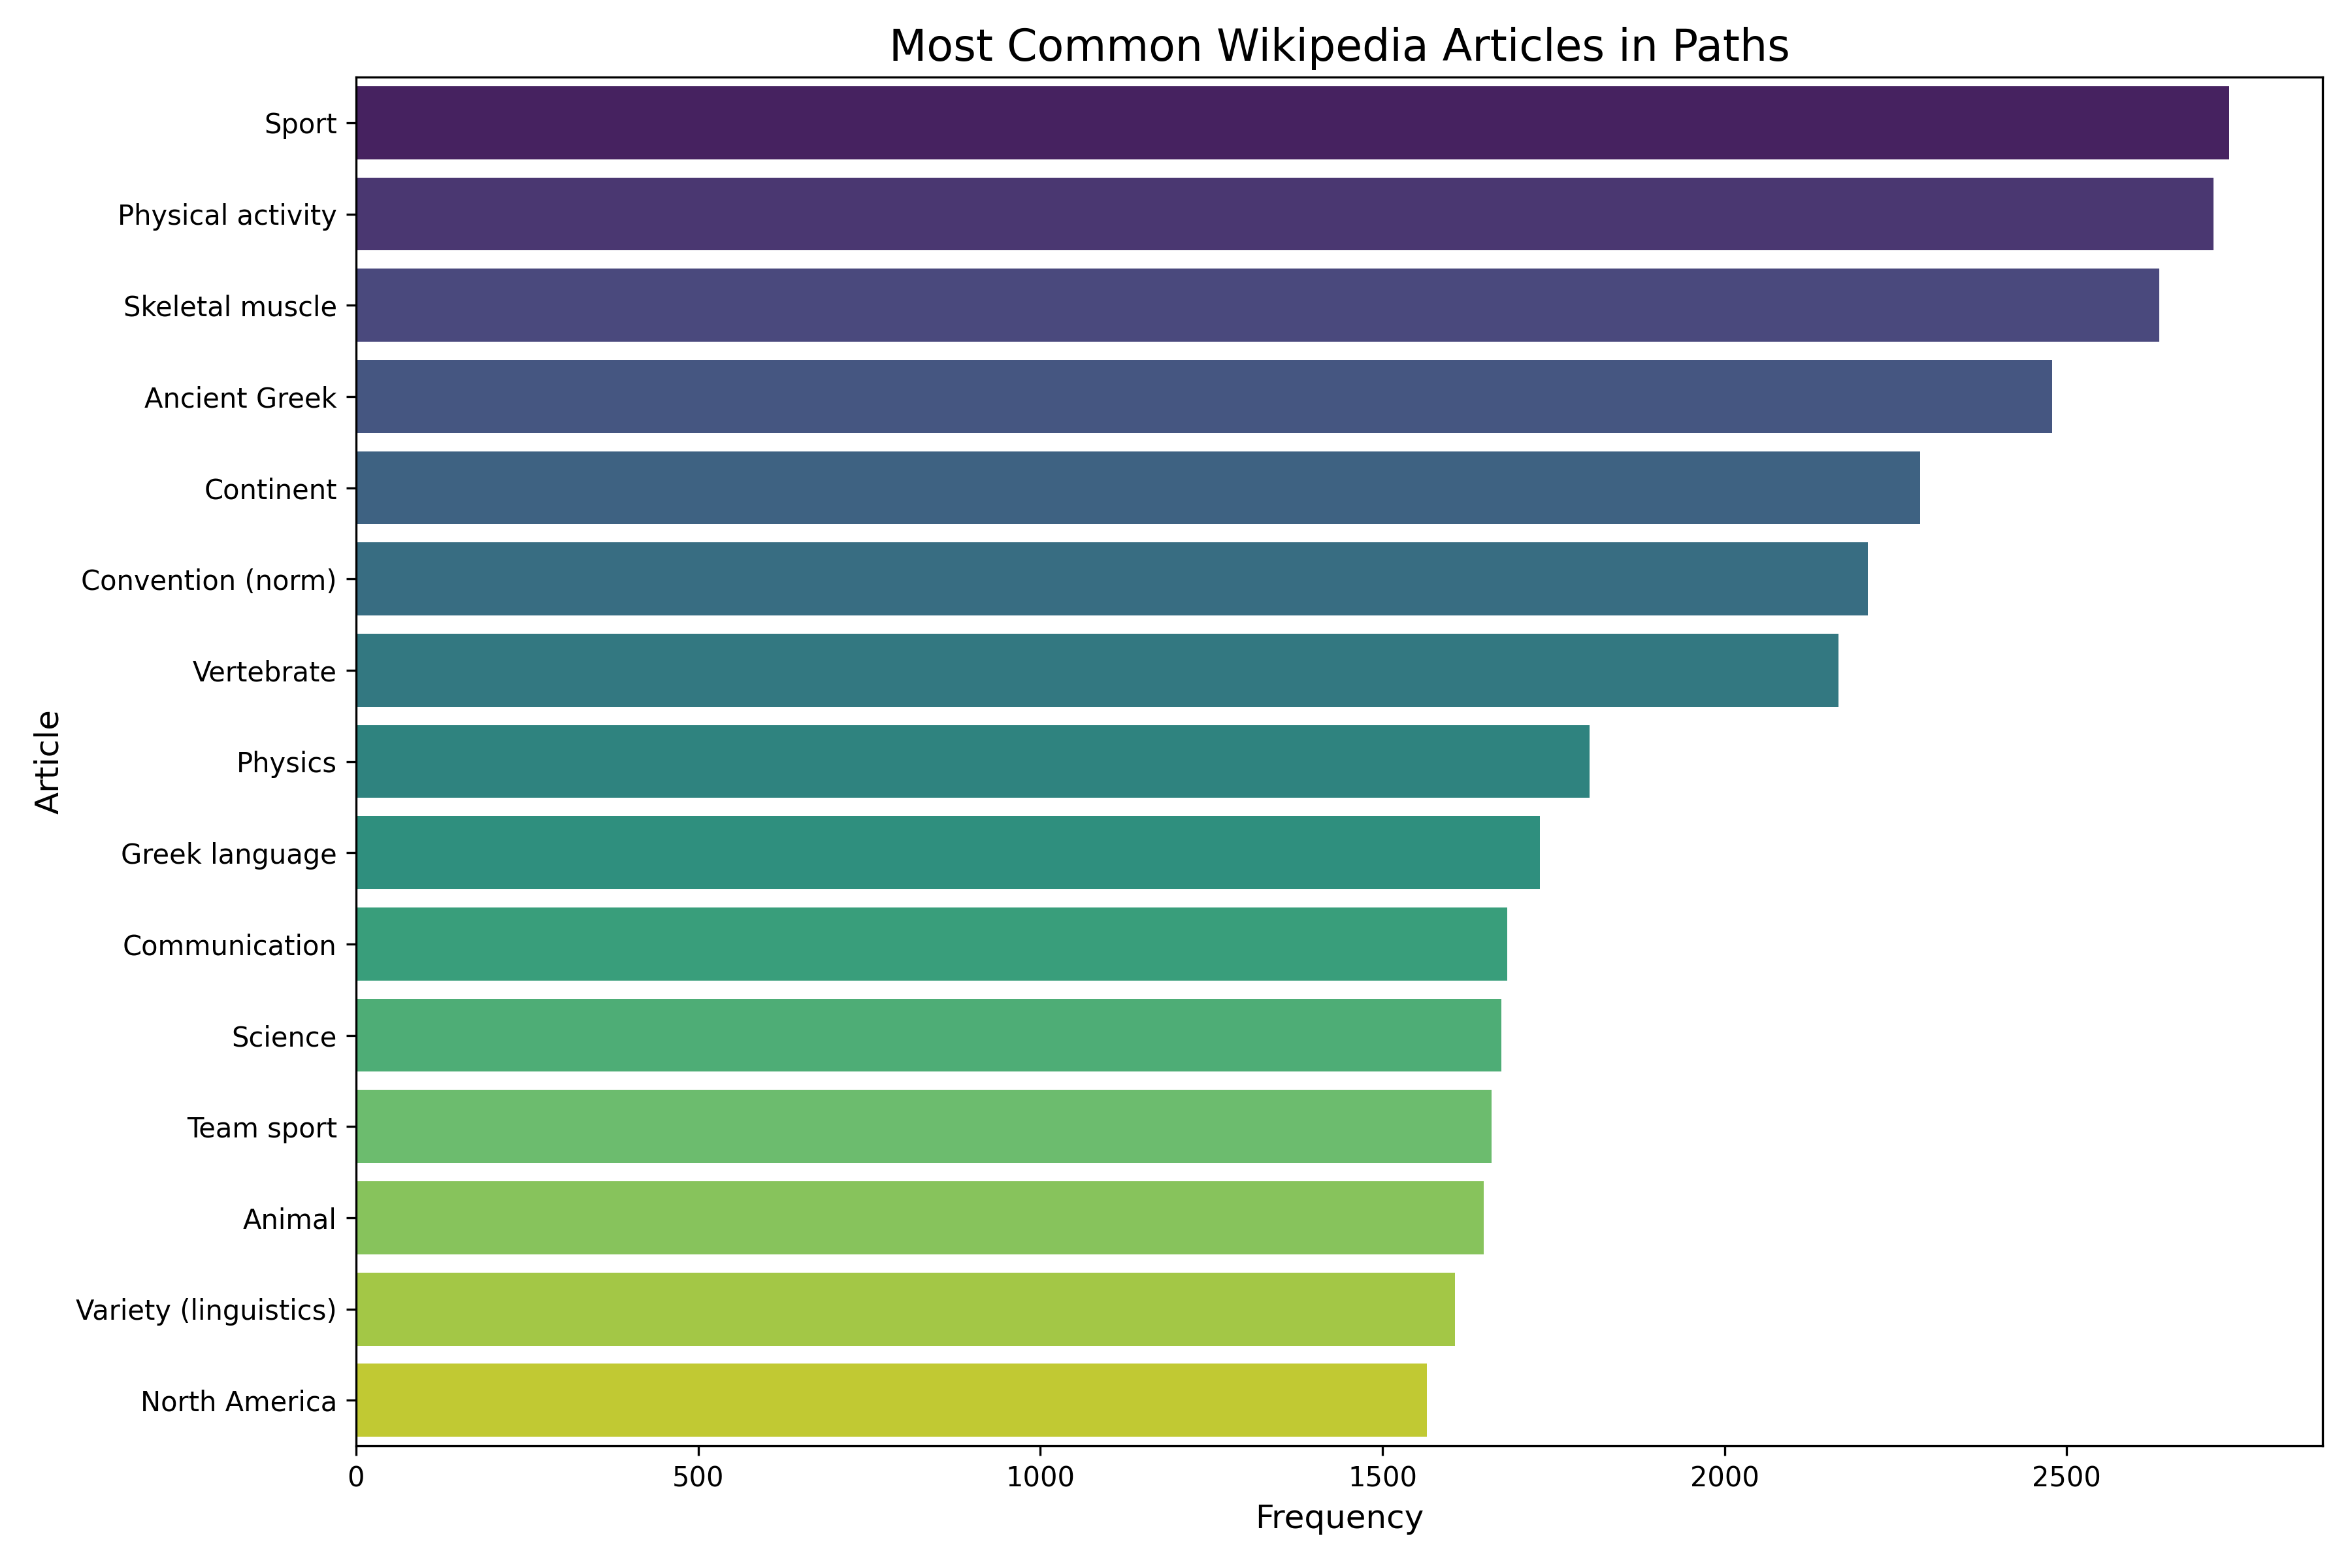 Most Common Wikipedia Articles in Paths
Sport
Physical activity
Skeletal muscle
Ancient Greek
Continent
Convention (norm)
Vertebrate
Physics
Greek language
Communication
Science
Team sport
Animal
Variety (linguistics)
North America
Article
0 500 1000 1500 2000 2500
Frequency